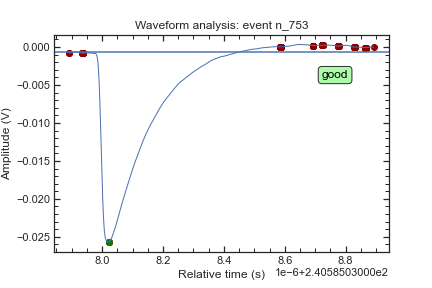 Waveform analysis: event n_753
0.000
−0.005
−0.010
−0.015
−0.020
−0.025
Amplitude (V)
good
8.0
8.2
8.4
8.6
8.8
Relative time (s)
1e−6+2.4058503000e2